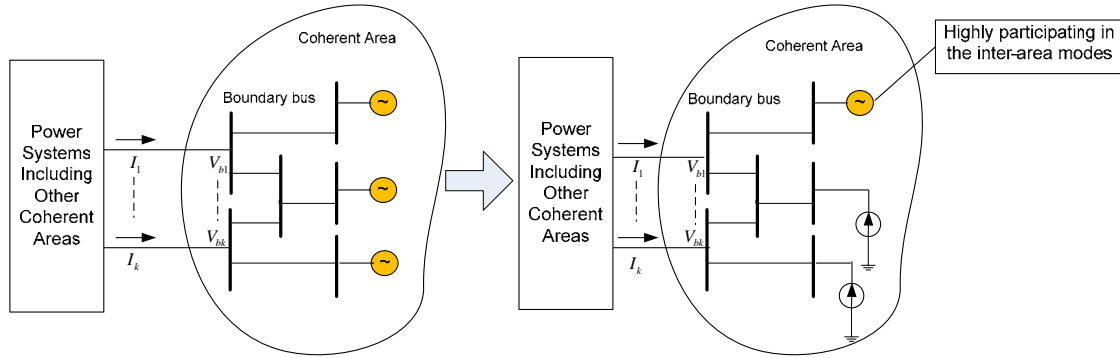 Coherent Area
Boundary bus
Power
Systems
Including
Other
Coherent
Areas
I1
Vb1
Vbk
Ik
~
~
~
Coherent Area
Boundary bus
Power
Systems
Including
Other
Coherent
Areas
I1
Vb1
Vbk
Ik
~
Highly participating in
the inter-area modes